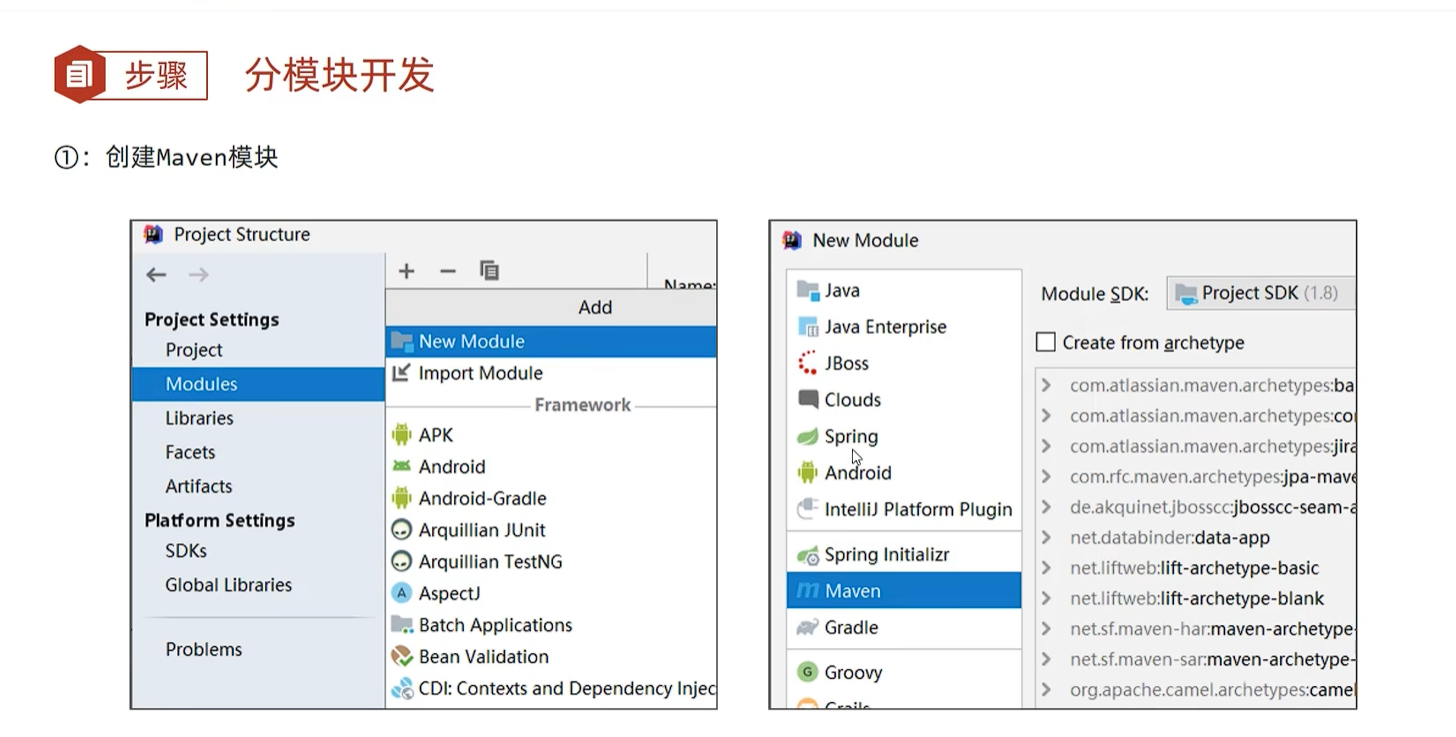 步骤
分模块开发
①：创建Maven模块
Project Structure
Name:
Project Settings
Project
Modules
Libraries
Facets
Artifacts
Platform Settings
SDKs
Global Libraries
Problems
Add
New Module
Import Module
Framework
APK
Android
Android-Gradle
Arquillian JUnit
Arquillian TestNG
AspectJ
Batch Applications
Bean Validation
CDI: Contexts and Dependency Injec
New Module
Java
Java Enterprise
JBoss
Clouds
Spring
Android
IntelliJ Platform Plugin
Spring Initializr
Maven
Gradle
Groovy
Grails
Module SDK:
Project SDK (1.8)
Create from archetype
com.atlassian.maven.archetypes:ba
com.atlassian.maven.archetypes:co
com.atlassian.maven.archetypes:jira
com.rfc.maven.archetypes:jpa-mave
de.akquinet.jbosscc:jbosscc-seam-a
net.databinder:data-app
net.liftweb:lift-archetype-basic
net.liftweb:lift-archetype-blank
net.sf.maven-har:maven-archetype-
net.sf.maven-sar:maven-archetype-
org.apache.camel.archetypes:camel